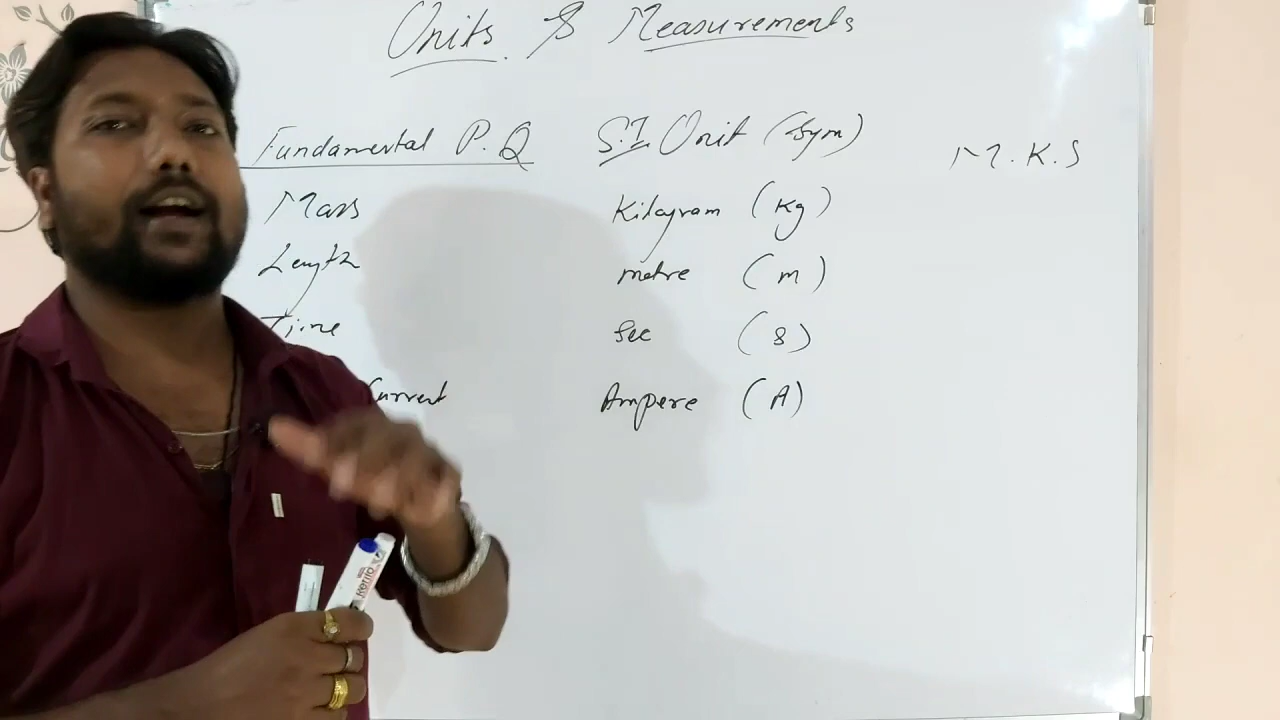 Units & Measurements
Fundamental P.Q S.I. Unit (Sym) M.K.S
Mass Kilogram (Kg)
Length metre (m)
Time Sec (s)
Current Ampere (A)